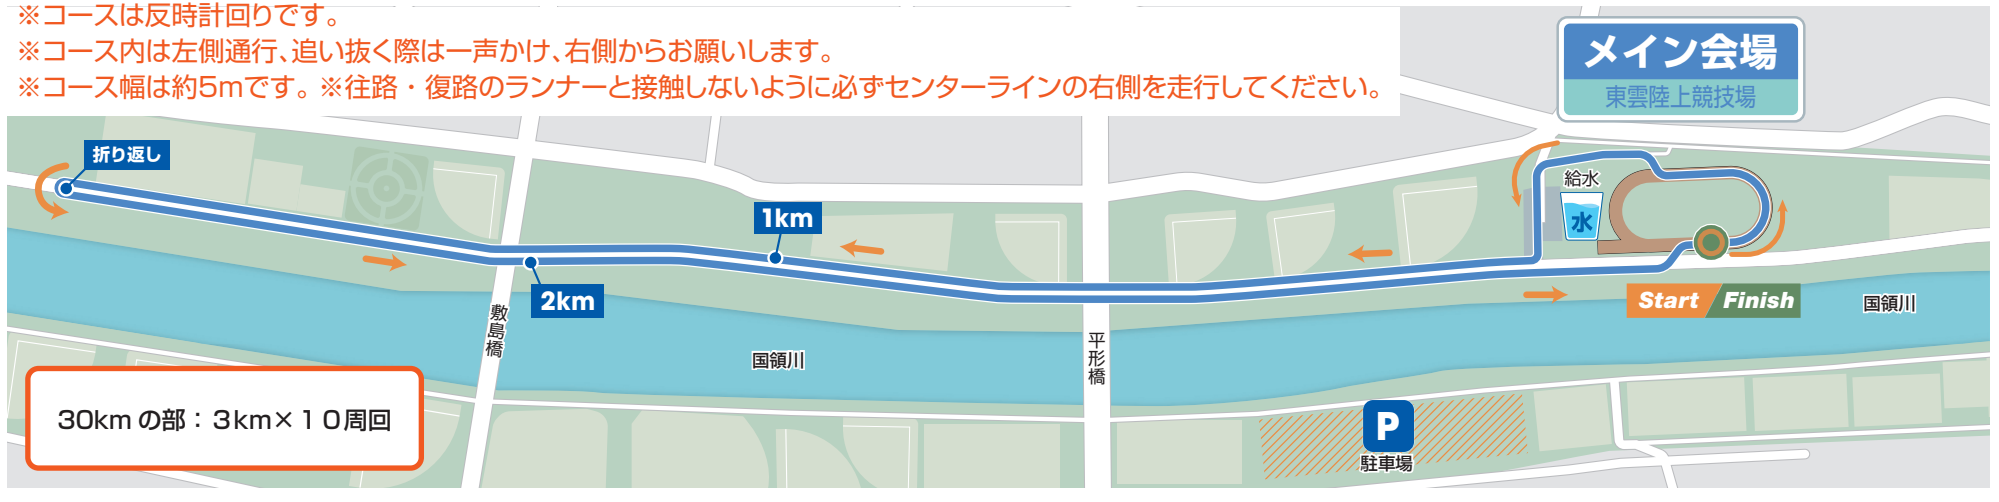 ※コースは反時計回りです。
※コース内は左側通行、追い抜く際は一声かけ、右側からお願いします。
※コース幅は約5mです。※往路・復路のランナーと接触しないように必ずセンターラインの右側を走行してください。
メイン会場
東雲陸上競技場
折り返し
給水
水
1km
2km
Start Finish
国領川
敷島橋
国領川
平形橋
30kmの部：3km×10周回
P
駐車場